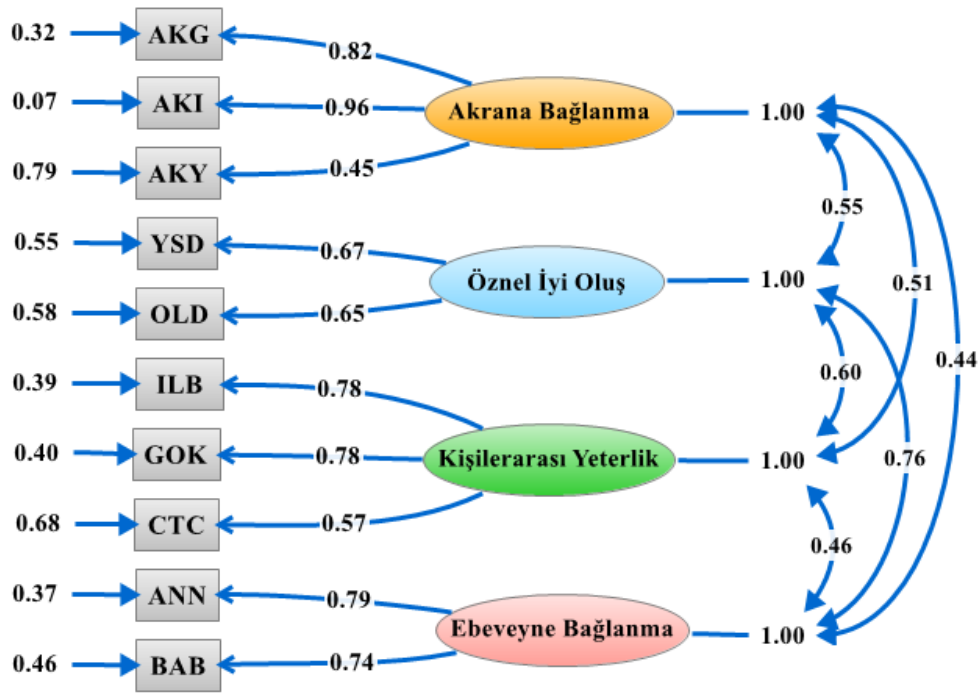 0.32 AKG 0.82
0.07 AKI 0.96 Akrana Bağlanma 1.00
0.79 AKY 0.45
0.55
0.55 YSD 0.67
Öznel İyi Oluş 1.00 0.51
0.58 OLD 0.65
0.44
0.39 ILB 0.78 0.60
0.40 GOK 0.78 Kişilerarası Yeterlik 1.00 0.76
0.68 CTC 0.57
0.46
0.37 ANN 0.79
Ebeveyne Bağlanma 1.00
0.46 BAB 0.74